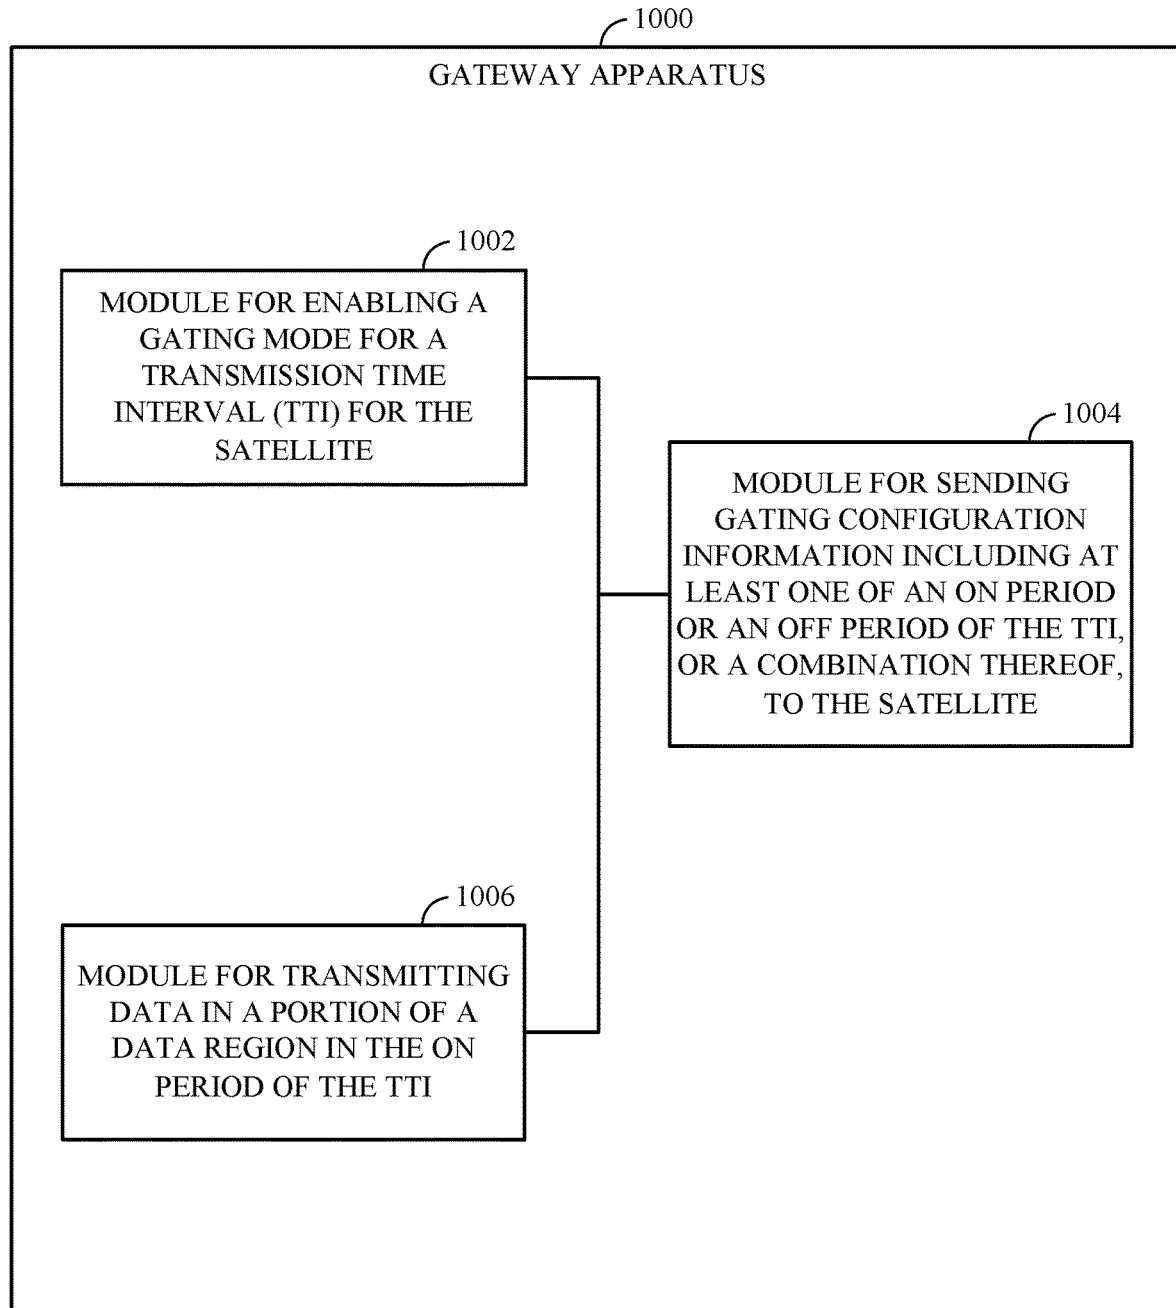 1000
GATEWAY APPARATUS
1002
MODULE FOR ENABLING A
GATING MODE FOR A
TRANSMISSION TIME
INTERVAL (TTI) FOR THE
SATELLITE
1004
MODULE FOR SENDING
GATING CONFIGURATION
INFORMATION INCLUDING AT
LEAST ONE OF AN ON PERIOD
OR AN OFF PERIOD OF THE TTI,
OR A COMBINATION THEREOF,
TO THE SATELLITE
1006
MODULE FOR TRANSMITTING
DATA IN A PORTION OF A
DATA REGION IN THE ON
PERIOD OF THE TTI